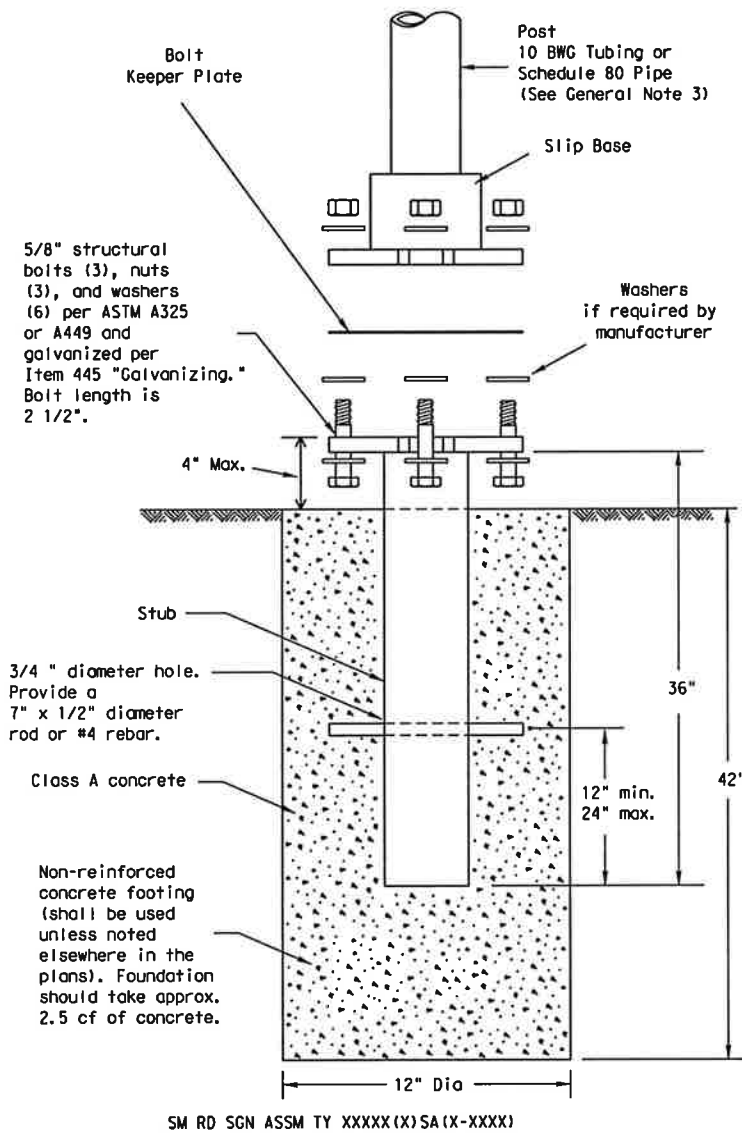 Bolt
Keeper Plate
Post
10 BWG Tubing or
Schedule 80 Pipe
(See General Note 3)
Slip Base
5/8" structural
bolts (3), nuts
(3), and washers
(6) per ASTM A325
or A449 and
galvanized per
Item 445 "Galvanizing."
Bolt length is
2 1/2".
Washers
if required by
manufacturer
4" Max.
Stub
3/4 " diameter hole.
Provide a
7" x 1/2" diameter
rod or #4 rebar.
36"
Class A concrete
12" min.
24" max.
42"
Non-reinforced
concrete footing
(shall be used
unless noted
elsewhere in the
plans). Foundation
should take approx.
2.5 cf of concrete.
12" Dia
SM RD SGN ASSM TY XXXXX(X)SA(X-XXXX)